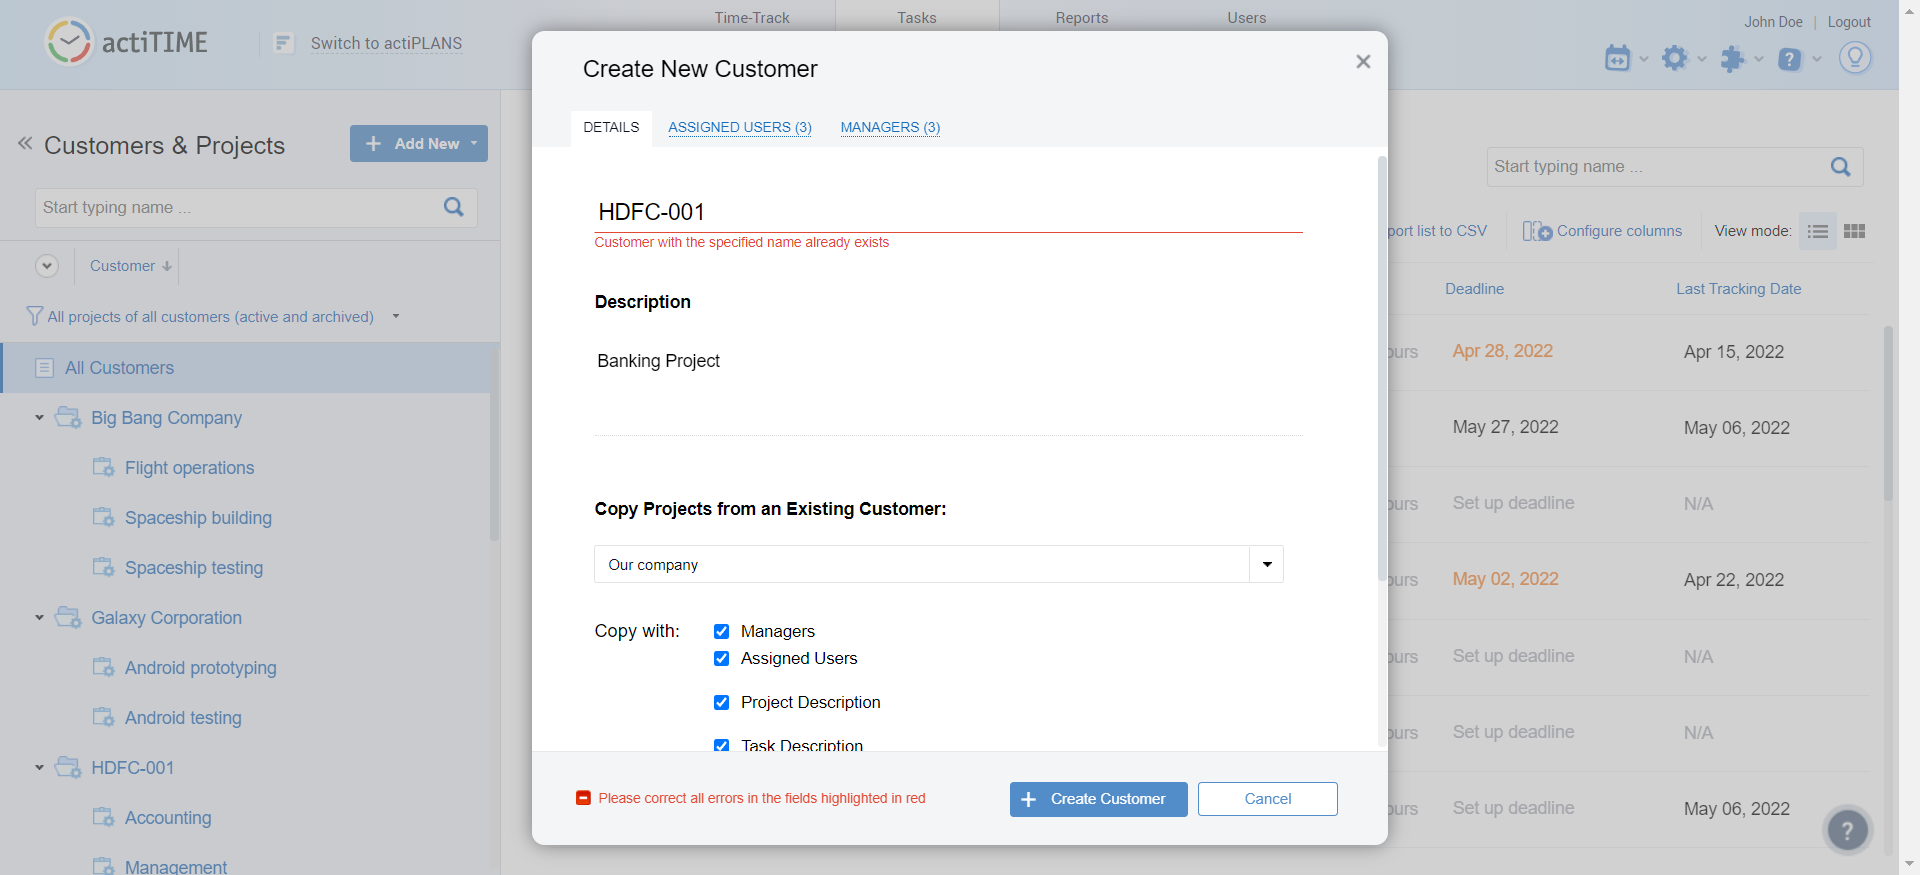 actiTIME
Switch to actiPLANS
Time-Track
Tasks
Reports
Users
John Doe
Logout
Customers & Projects
Add New
Start typing name ...
Customer
All projects of all customers (active and archived)
All Customers
Big Bang Company
Flight operations
Spaceship building
Spaceship testing
Galaxy Corporation
Android prototyping
Android testing
HDFC-001
Accounting
Management
Create New Customer
DETAILS
ASSIGNED USERS (3)
MANAGERS (3)
HDFC-001
Customer with the specified name already exists
Description
Banking Project
Copy Projects from an Existing Customer:
Our company
Copy with:
Managers
Assigned Users
Project Description
Task Description
Please correct all errors in the fields highlighted in red
Create Customer
Cancel
Start typing name ...
port list to CSV
Configure columns
View mode:
Deadline Last Tracking Date
ours Apr 28, 2022 Apr 15, 2022
May 27, 2022 May 06, 2022
ours Set up deadline N/A
ours May 02, 2022 Apr 22, 2022
ours Set up deadline N/A
ours Set up deadline N/A
ours Set up deadline May 06, 2022
?